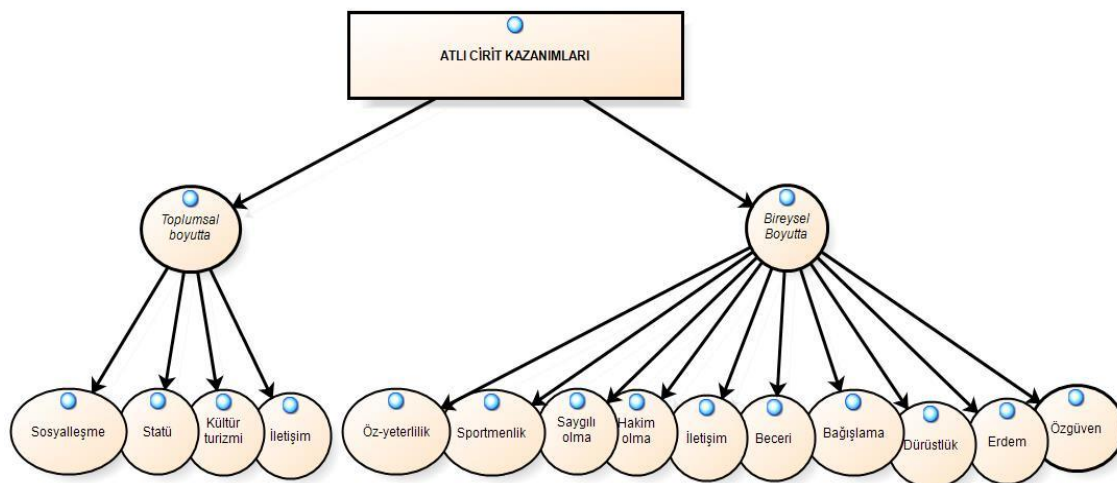 ATLI CİRİT KAZANIMLARI
Toplumsal
boyutta
Bireysel
Boyutta
Sosyalleşme
Statü
Kültür
turizmi
İletişim
Öz-yeterlilik
Sportmenlik
Saygılı
olma
Hakim
olma
İletişim
Beceri
Bağışlama
Dürüstlük
Erdem
Özgüven